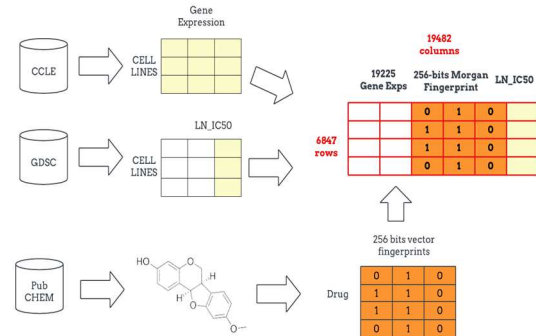 Gene
Expression
CCLE
CELL
LINES
19482
columns
19225
Gene Exps
256-bits Morgan
Fingerprint
LN_IC50
0 1 0
1 1 0
1 1 0
0 1 0
6847
rows
GDSC
LN_IC50
CELL
LINES
256 bits vector
fingerprints
Pub
CHEM
HO
O
H
H
O
O
Drug
0 1 0
1 1 0
1 1 0
0 1 0